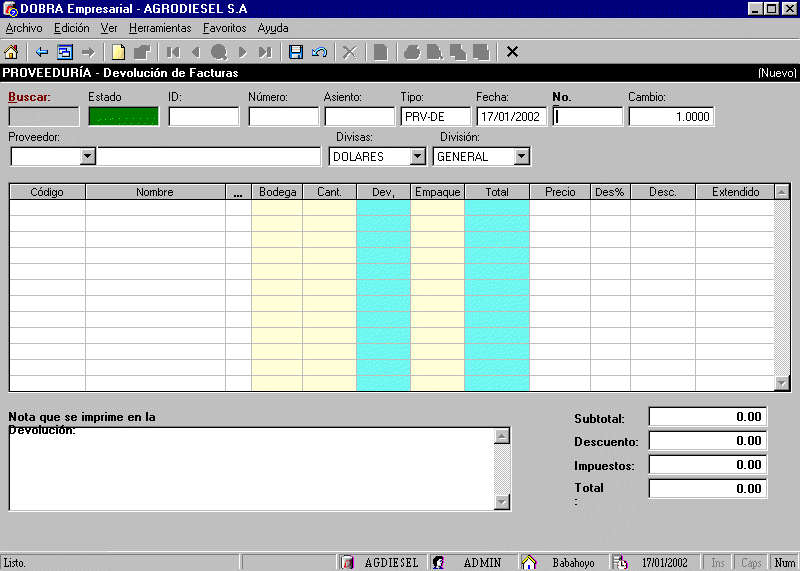 DOBRA Empresarial - AGRODIESEL S.A
Archivo Edición Ver Herramientas Favoritos Ayuda
PROVEEDURÍA - Devolución de Facturas (Nuevo)
Buscar: Estado ID: Número: Asiento: Tipo: Fecha: No. Cambio:
PRV-DE 17/01/2002 1.0000
Proveedor: Divisas: División:
DOLARES GENERAL
Código Nombre ... Bodega Cant. Dev, Empaque Total Precio Des% Desc. Extendido
Nota que se imprime en la
Devolución:
Subtotal: 0.00
Descuento: 0.00
Impuestos: 0.00
Total 0.00
:
Listo. AGDIESEL ADMIN Babahoyo 17/01/2002 Ins Caps Num